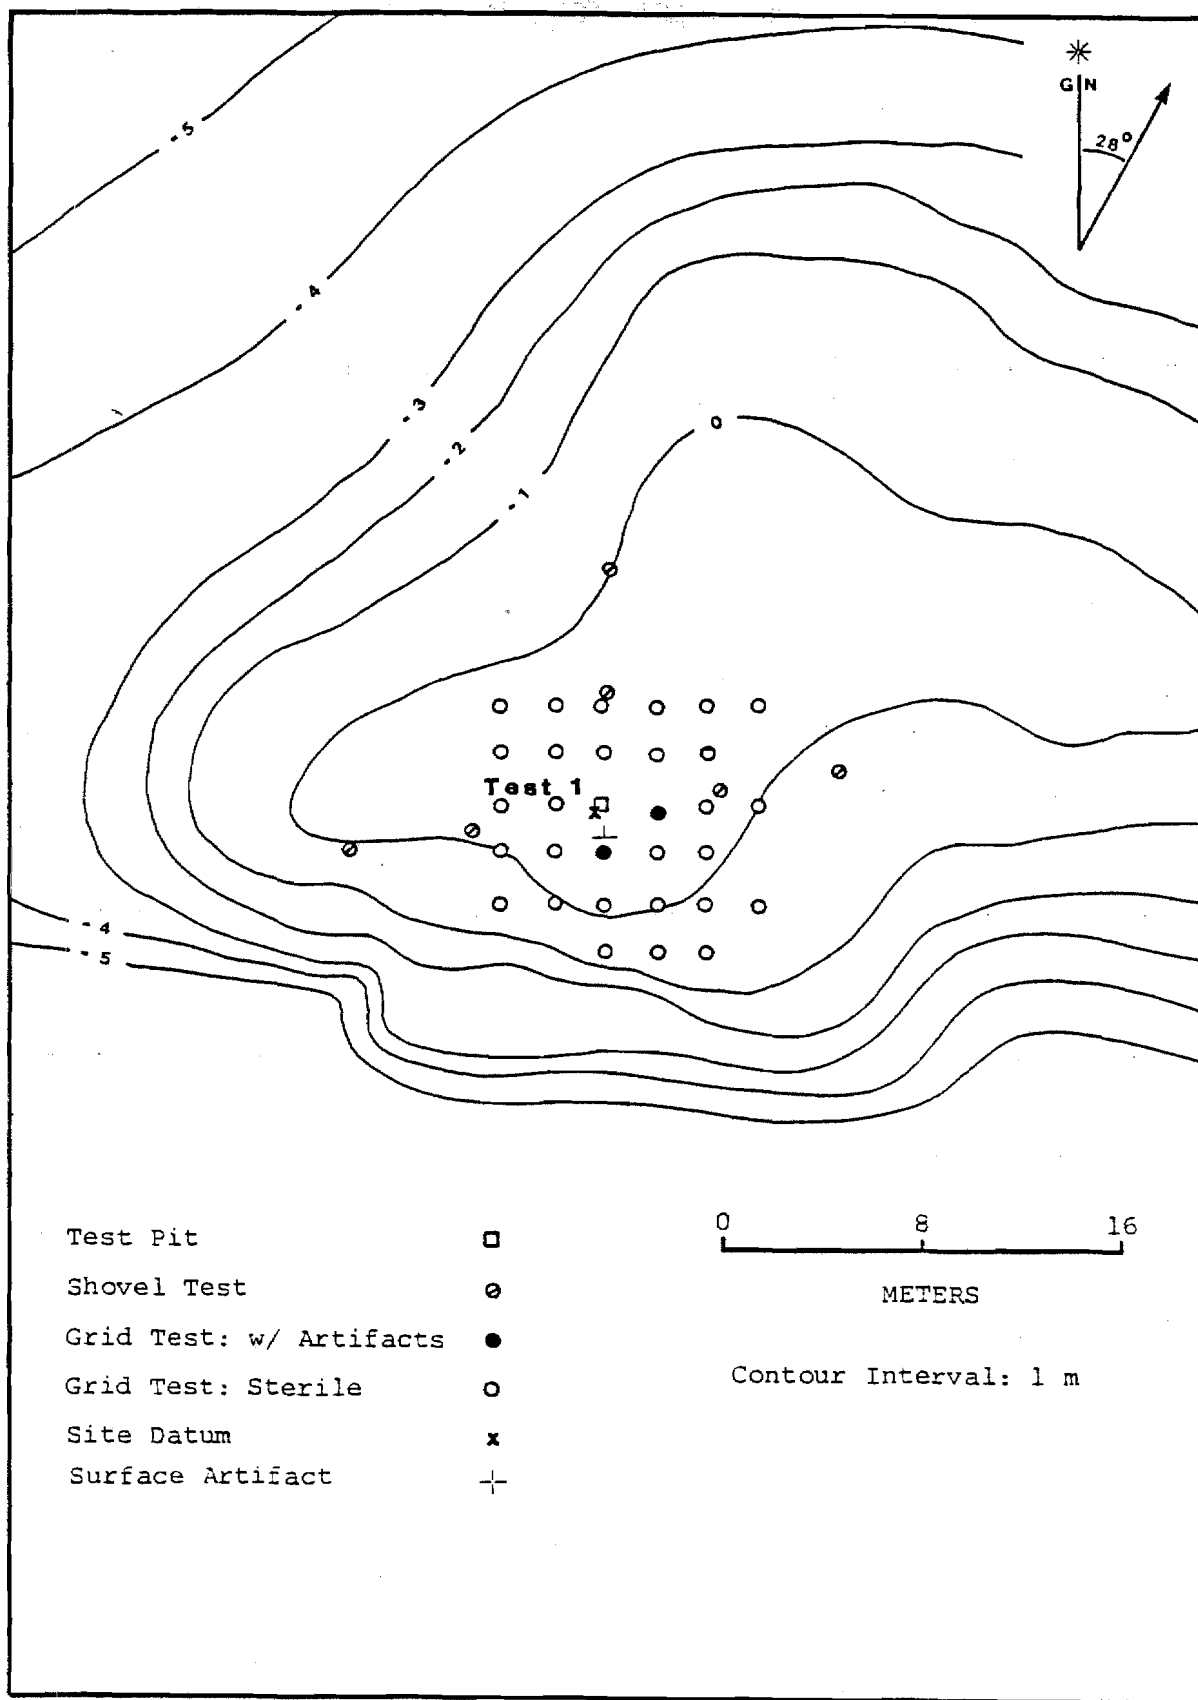 G N
28°
- 5
- 4
- 3
- 2
- 1
0
Test 1
- 4
- 5
Test Pit
Shovel Test
Grid Test: w/ Artifacts
Grid Test: Sterile
Site Datum x
Surface Artifact
0 8 16
METERS
Contour Interval: 1 m